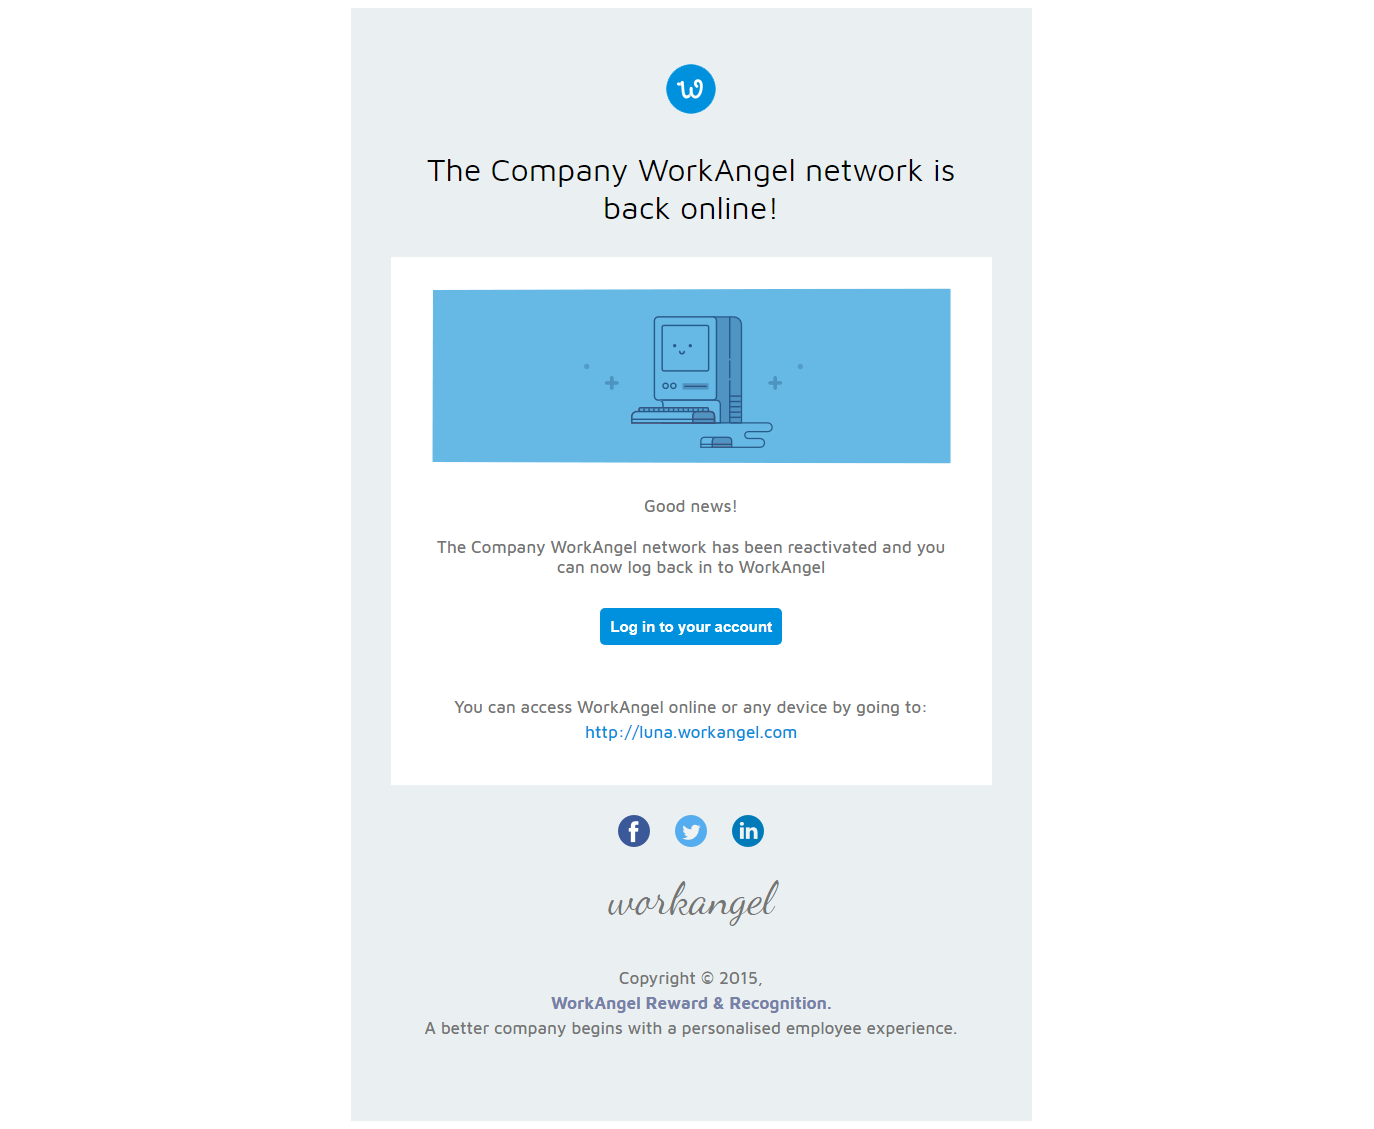 The Company WorkAngel network is
back online!
Good news!
The Company WorkAngel network has been reactivated and you
can now log back in to WorkAngel
Log in to your account
You can access WorkAngel online or any device by going to:
http://luna.workangel.com
workangel
Copyright © 2015,
WorkAngel Reward & Recognition.
A better company begins with a personalised employee experience.